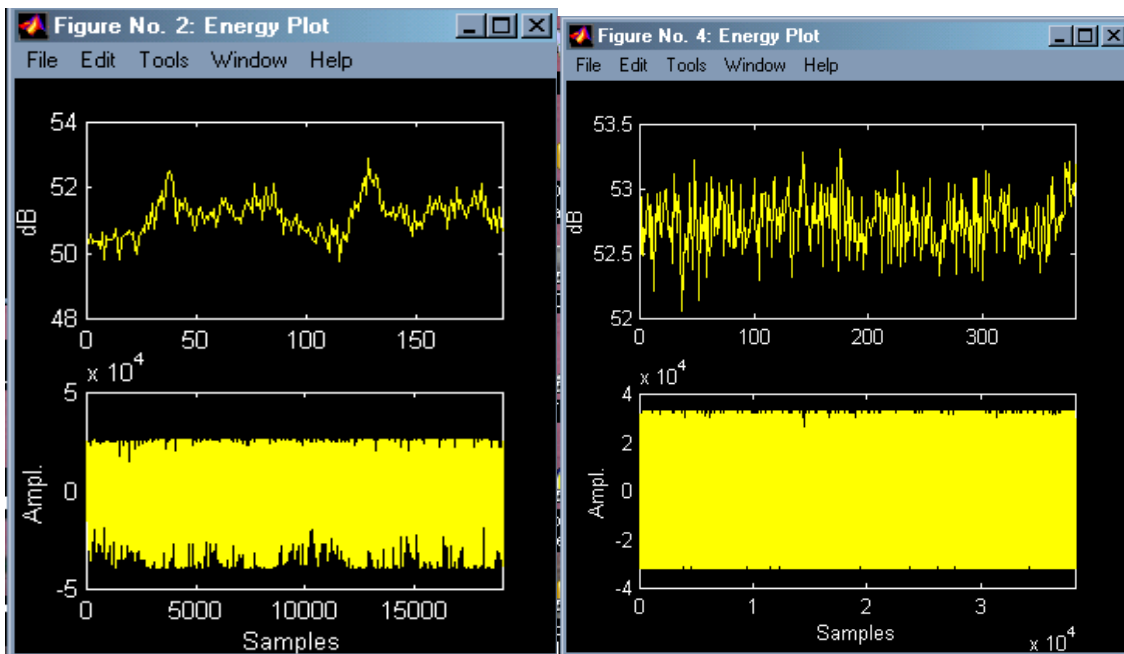 Figure No. 2: Energy Plot
File Edit Tools Window Help
54
52
50
48
dB
0 50 100 150
x 10^4
5
0
-5
Ampl.
0 5000 10000 15000
Samples
Figure No. 4: Energy Plot
File Edit Tools Window Help
53.5
53
52.5
52
dB
0 100 200 300
x 10^4
4
2
0
-2
-4
Ampl.
0 1 2 3
Samples
x 10^4